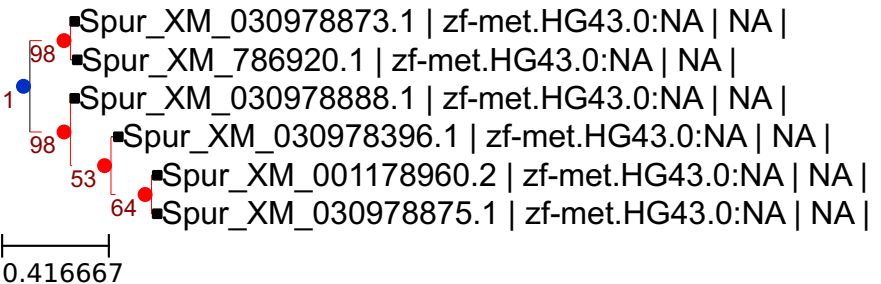 Spur_XM_030978873.1 | zf-met.HG43.0:NA | NA |
98
Spur_XM_786920.1 | zf-met.HG43.0:NA | NA |
1
Spur_XM_030978888.1 | zf-met.HG43.0:NA | NA |
98
Spur_XM_030978396.1 | zf-met.HG43.0:NA | NA |
53
Spur_XM_001178960.2 | zf-met.HG43.0:NA | NA |
64
Spur_XM_030978875.1 | zf-met.HG43.0:NA | NA |
0.416667